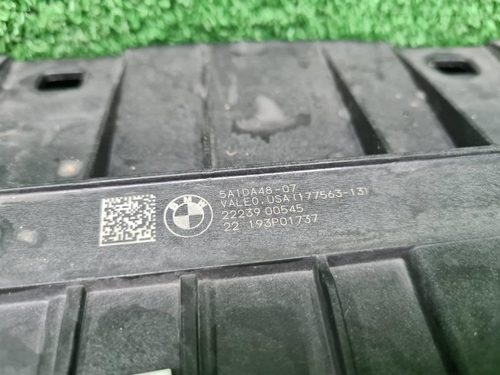 BMW
5A1DA48-07
VALEO.USA(177563-13)
22239 00545
22 193P01737